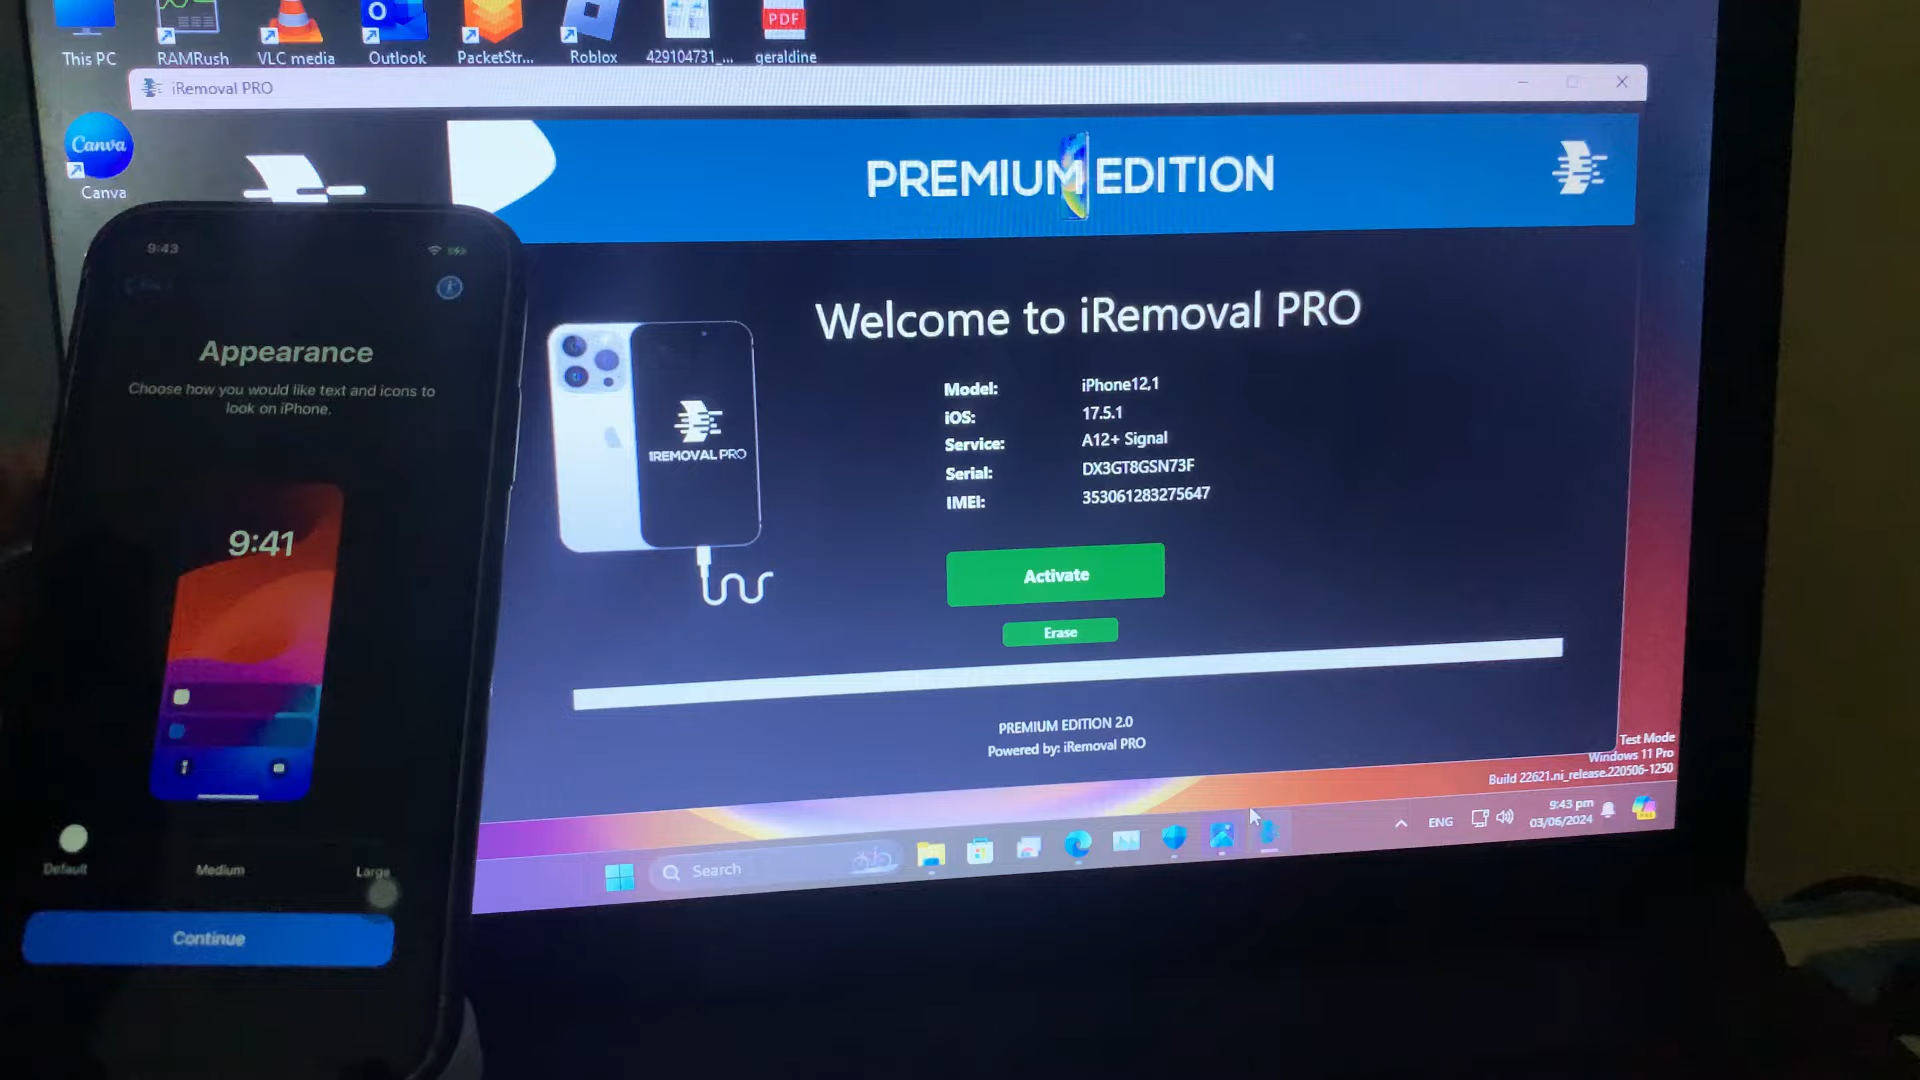 This PC
RAMRush
VLC media
Outlook
PacketStr...
Roblox
429104731_...
PDF
geraldine
iRemoval PRO
Canva
Canva
PREMIUM EDITION
Welcome to iRemoval PRO
IREMOVAL PRO
Model: iPhone12,1
iOS: 17.5.1
Service: A12+ Signal
Serial: DX3GT8GSN73F
IMEI: 353061283275647
Activate
Erase
PREMIUM EDITION 2.0
Powered by: iRemoval PRO
Test Mode
Windows 11 Pro
Build 22621.ni_release.220506-1250
Search
ENG
9:43 pm
03/06/2024
9:43
Appearance
Choose how you would like text and icons to
look on iPhone.
9:41
Default
Medium
Large
Continue